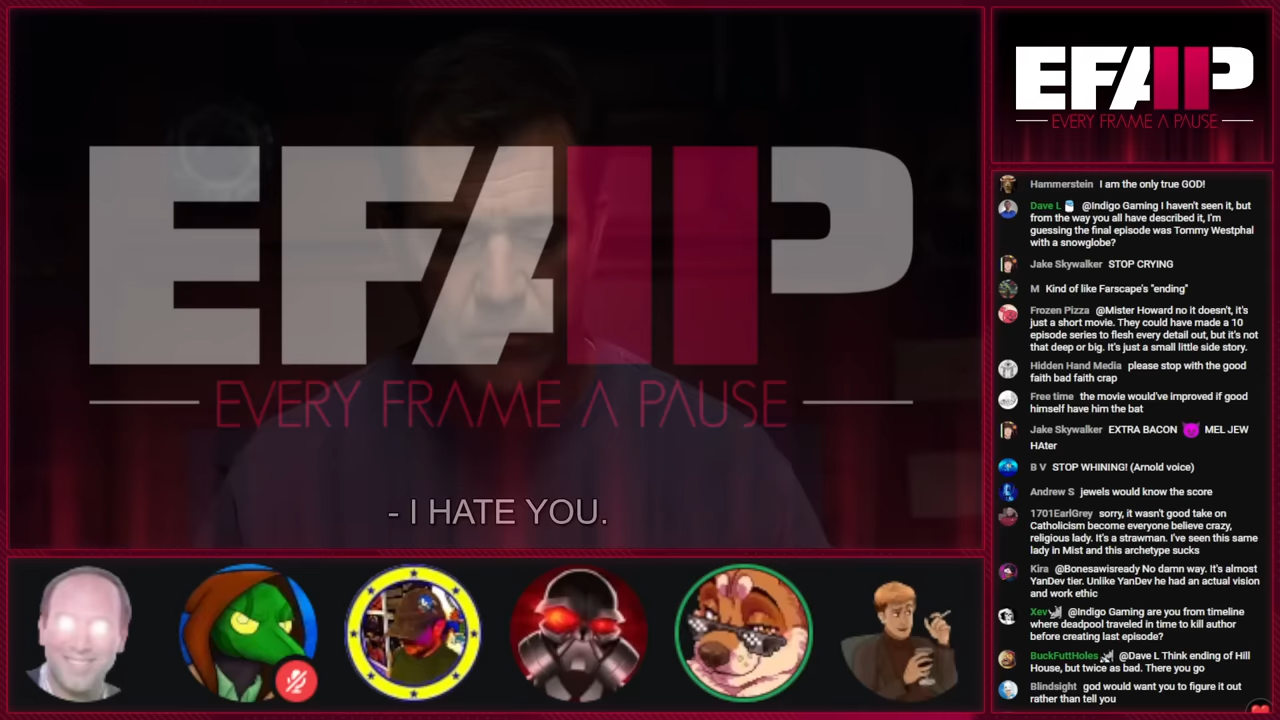 EFAP
EVERY FRAME A PAUSE
- I HATE YOU.
EFAP
EVERY FRAME A PAUSE
Hammerstein I am the only true GOD!
Dave L @Indigo Gaming I haven't seen it, but
from the way you all have described it, I'm
guessing the final episode was Tommy Westphal
with a snowglobe?
Jake Skywalker STOP CRYING
M Kind of like Farscape's "ending"
Frozen Pizza @Mister Howard no it doesn't, it's
just a short movie. They could have made a 10
episode series to flesh every detail out, but it's not
that deep or big. It's just a small little side story.
Hidden Hand Media please stop with the good
faith bad faith crap
Free time the movie would've improved if good
himself have him the bat
Jake Skywalker EXTRA BACON 😈 MEL JEW
HAter
B V STOP WHINING! (Arnold voice)
Andrew S jewels would know the score
1701EarlGrey sorry, it wasn't good take on
Catholicism become everyone believe crazy,
religious lady. It's a strawman. I've seen this same
lady in Mist and this archetype sucks
Kira @Bonesawisready No damn way. It's almost
YanDev tier. Unlike YanDev he had an actual vision
and work ethic
Xev @Indigo Gaming are you from timeline
where deadpool traveled in time to kill author
before creating last episode?
BuckFuttHoles @Dave L Think ending of Hill
House, but twice as bad. There you go
Blindsight god would want you to figure it out
rather than tell you